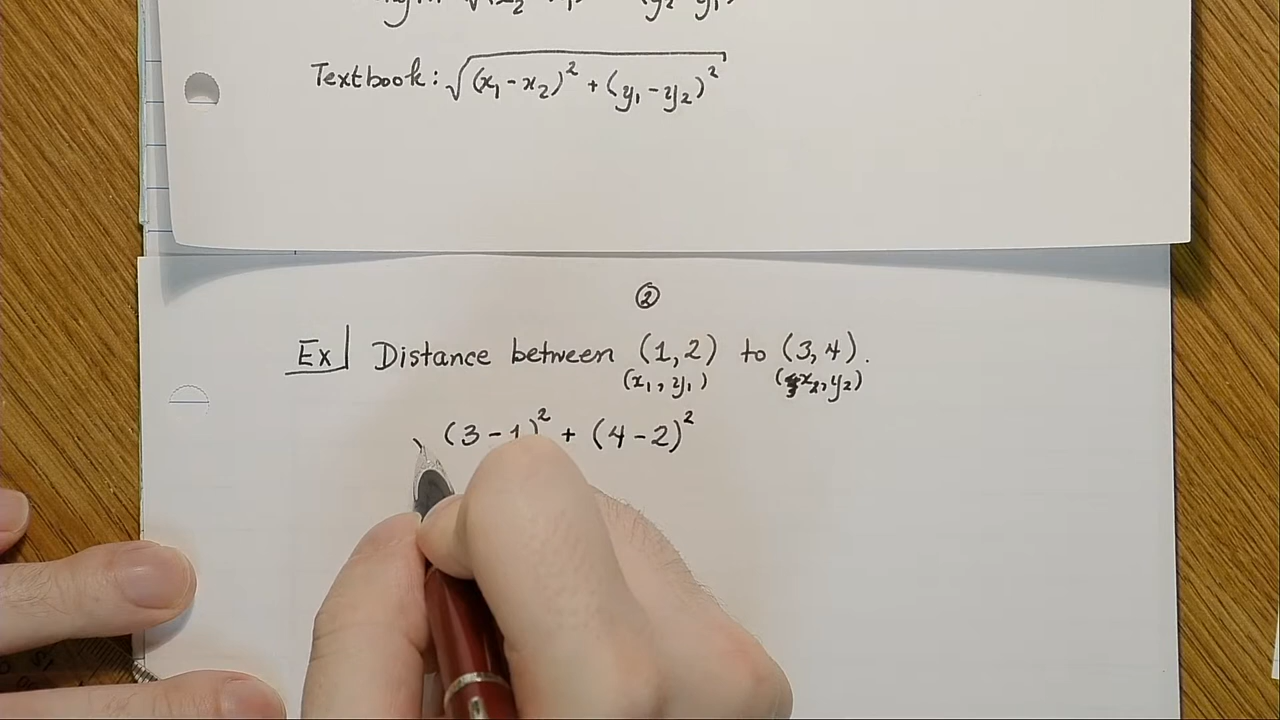 Textbook: √(x₁-x₂)² + (y₁-y₂)²
②
Ex| Distance between (1,2) to (3,4).
(x₁, y₁) (x₂, y₂)
(3-1)² + (4-2)²